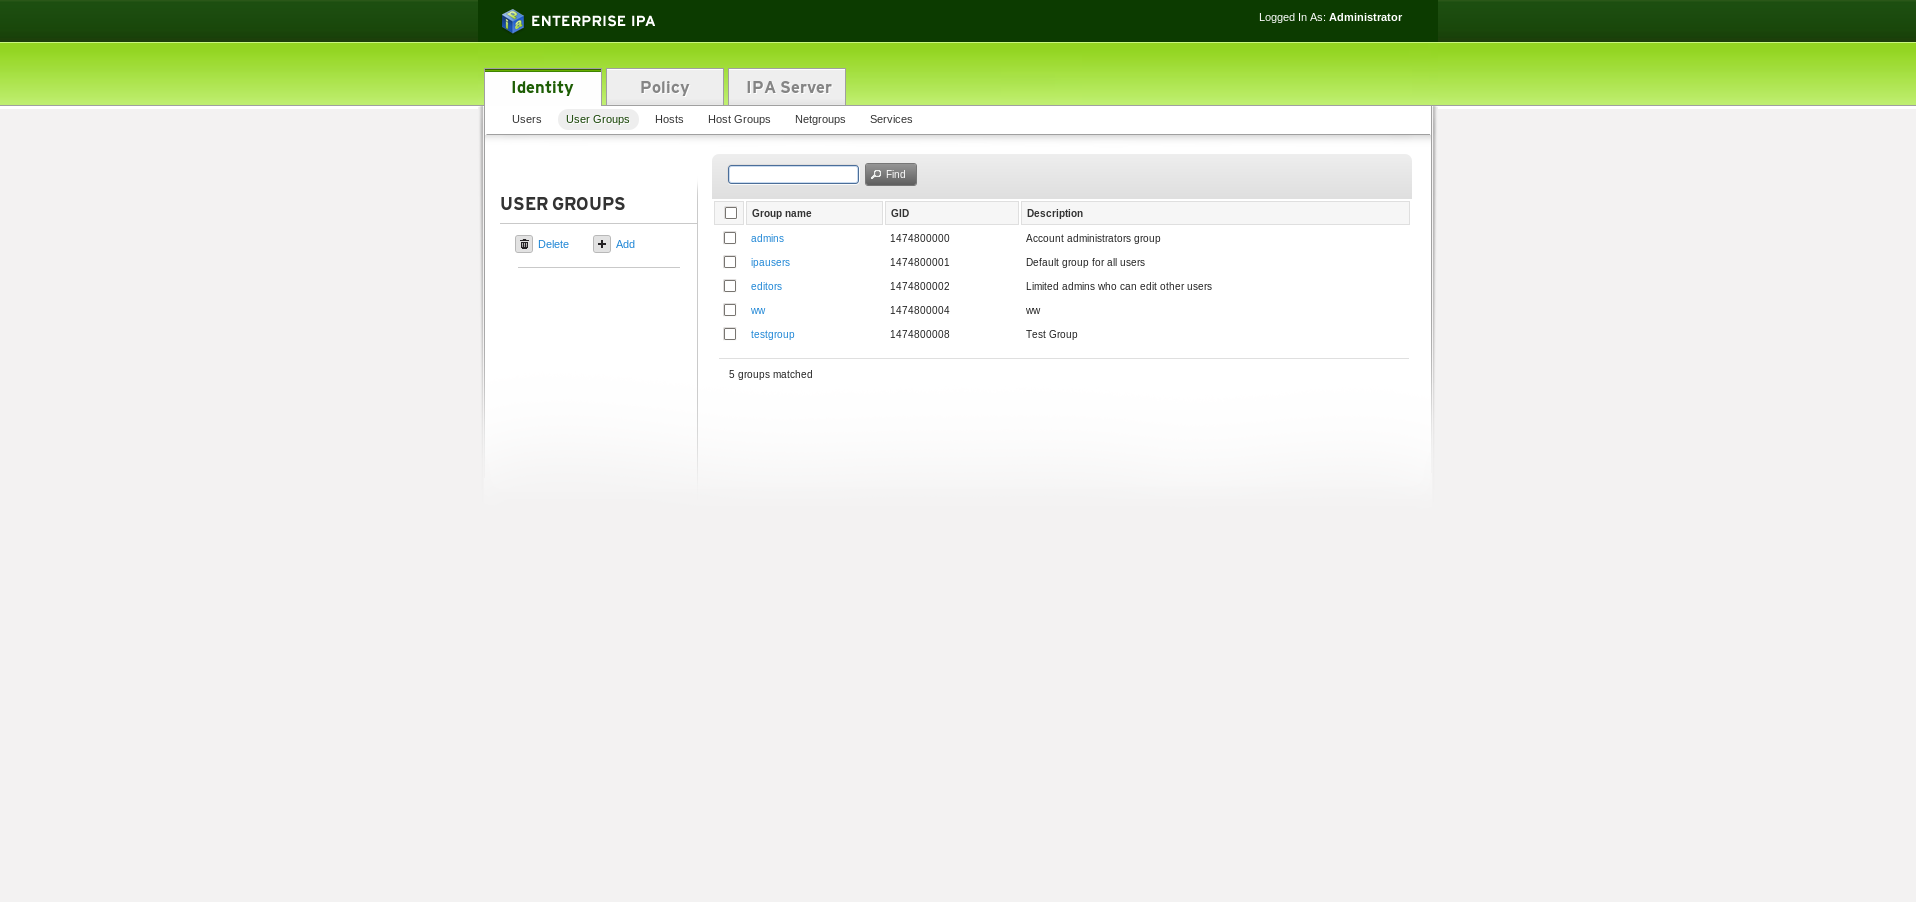 ENTERPRISE IPA
Logged In As: Administrator
Identity
Policy
IPA Server
Users
User Groups
Hosts
Host Groups
Netgroups
Services
USER GROUPS
Delete
Add
Find
Group name GID Description
admins 1474800000 Account administrators group
ipausers 1474800001 Default group for all users
editors 1474800002 Limited admins who can edit other users
ww 1474800004 ww
testgroup 1474800008 Test Group
5 groups matched